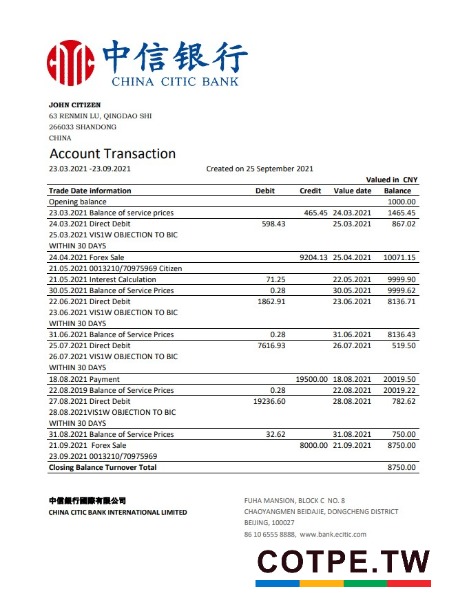 中信银行
CHINA CITIC BANK
JOHN CITIZEN
63 RENMIN LU, QINGDAO SHI
266033 SHANDONG
CHINA
Account Transaction
23.03.2021 -23.09.2021 Created on 25 September 2021
Valued in CNY
Trade Date information Debit Credit Value date Balance
Opening balance 1000.00
23.03.2021 Balance of service prices 465.45 24.03.2021 1465.45
24.03.2021 Direct Debit 598.43 25.03.2021 867.02
25.03.2021 VIS1W OBJECTION TO BIC
WITHIN 30 DAYS
24.04.2021 Forex Sale 9204.13 25.04.2021 10071.15
21.05.2021 0013210/70975969 Citizen
21.05.2021 Interest Calculation 71.25 22.05.2021 9999.90
30.05.2021 Balance of Service Prices 0.28 30.05.2021 9999.62
22.06.2021 Direct Debit 1862.91 23.06.2021 8136.71
23.06.2021 VIS1W OBJECTION TO BIC
WITHIN 30 DAYS
31.06.2021 Balance of Service Prices 0.28 31.06.2021 8136.43
25.07.2021 Direct Debit 7616.93 26.07.2021 519.50
26.07.2021 VIS1W OBJECTION TO BIC
WITHIN 30 DAYS
18.08.2021 Payment 19500.00 18.08.2021 20019.50
22.08.2019 Balance of Service Prices 0.28 22.08.2021 20019.22
27.08.2021 Direct Debit 19236.60 28.08.2021 782.62
28.08.2021VIS1W OBJECTION TO BIC
WITHIN 30 DAYS
31.08.2021 Balance of Service Prices 32.62 31.08.2021 750.00
21.09.2021 Forex Sale 8000.00 21.09.2021 8750.00
23.09.2021 0013210/70975969
Closing Balance Turnover Total 8750.00
中信銀行國際有限公司
CHINA CITIC BANK INTERNATIONAL LIMITED
FUHA MANSION, BLOCK C NO. 8
CHAOYANGMEN BEIDAJIE, DONGCHENG DISTRICT
BEIJING, 100027
86 10 6555 8888, www.bank.ecitic.com
COTPE.TW